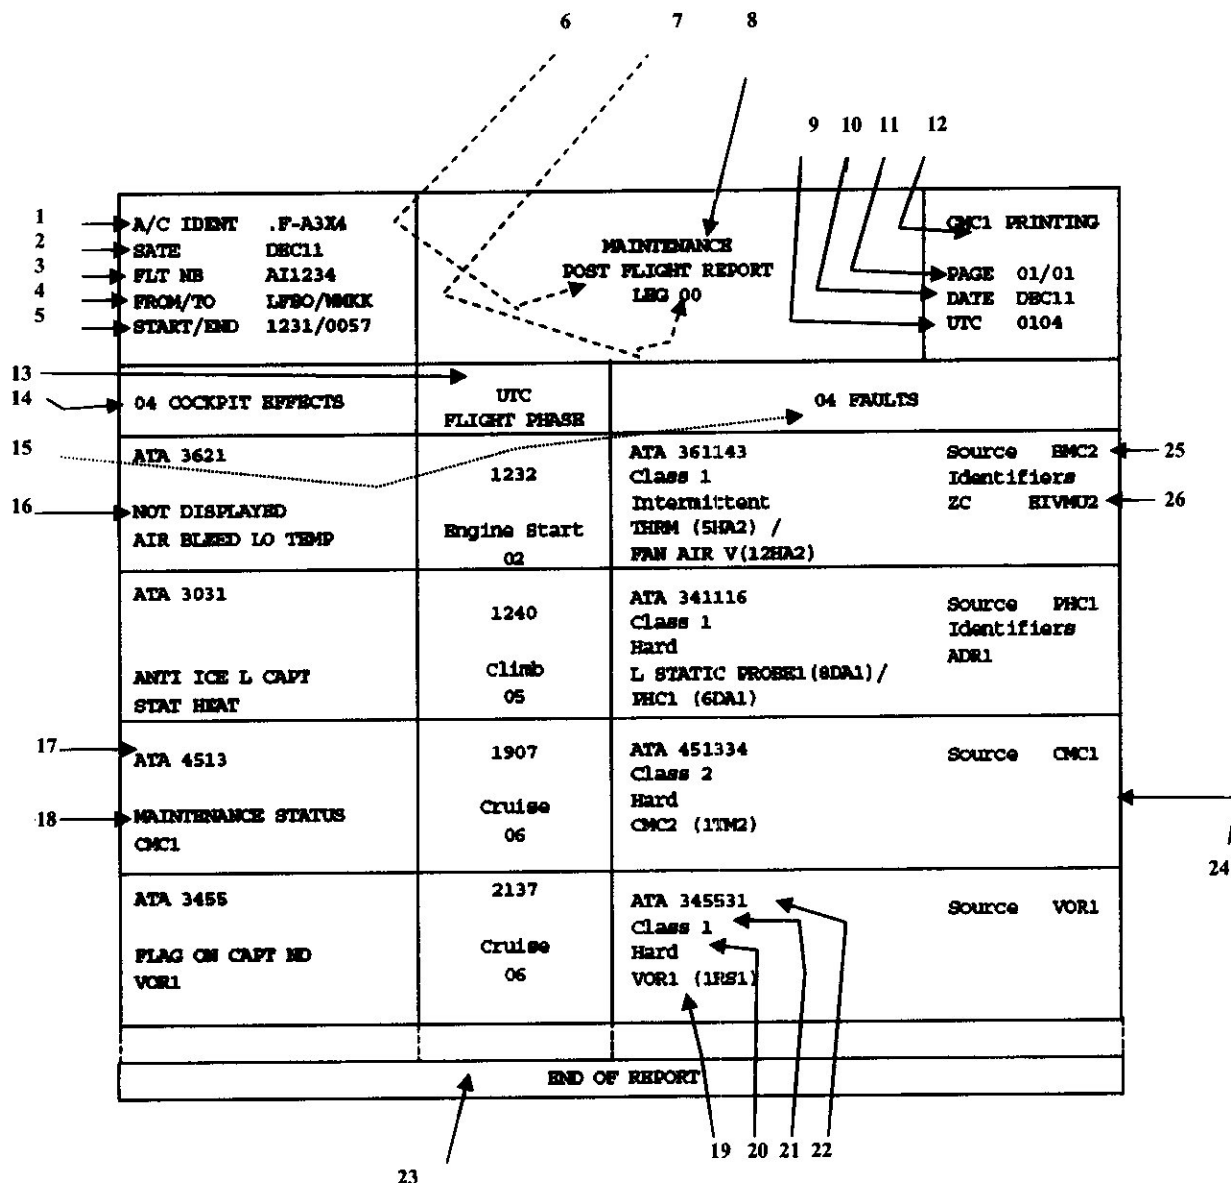 6 7 8
9 10 11 12
1 A/C IDENT .F-A3X4
2 SATE DEC11
3 FLT NB AI1234
4 FROM/TO LFBO/WMKK
5 START/END 1231/0057
MAINTENANCE
POST FLIGHT REPORT
LEG 00
CMC1 PRINTING
PAGE 01/01
DATE DEC11
UTC 0104
13
14 04 COCKPIT EFFECTS
UTC
FLIGHT PHASE
04 FAULTS
15 ATA 3621
16 NOT DISPLAYED
AIR BLEED LO TEMP
1232
Engine Start
02
ATA 361143
Class 1
Intermittent
THRM (5HA2) /
FAN AIR V(12HA2)
Source BMC2 25
Identifiers
ZC EIVMU2 26
ATA 3031
ANTI ICE L CAPT
STAT HEAT
1240
Climb
05
ATA 341116
Class 1
Hard
L STATIC PROBE1(8DA1)/
PHC1 (6DA1)
Source PHC1
Identifiers
ADR1
17 ATA 4513
18 MAINTENANCE STATUS
CMC1
1907
Cruise
06
ATA 451334
Class 2
Hard
CMC2 (1TM2)
Source CMC1
24
ATA 3455
FLAG ON CAPT ND
VOR1
2137
Cruise
06
ATA 345531
Class 1
Hard
VOR1 (1RS1)
Source VOR1
END OF REPORT
19 20 21 22
23